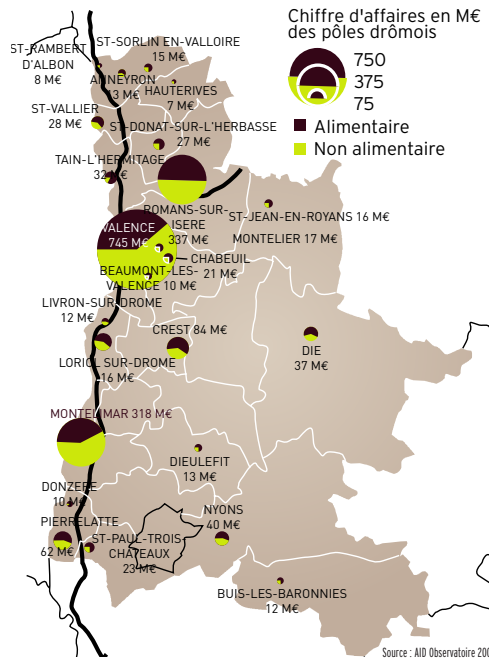 Chiffre d'affaires en M€
des pôles drômois
750
375
75
Alimentaire
Non alimentaire
ST-RAMBERT
D'ALBON
8 M€
ST-SORLIN EN-VALLOIRE
15 M€
ANNEYRON
13 M€
HAUTERIVES
7 M€
ST-VALLIER
28 M€
ST-DONAT-SUR-L'HERBASSE
27 M€
TAIN-L'HERMITAGE
ROMANS-SUR-
ISERE
337 M€
ST-JEAN-EN-ROYANS 16 M€
VALENCE
745 M€
MONTELIER 17 M€
CHABEUIL
21 M€
BEAUMONT-LES-
VALENCE 10 M€
LIVRON-SUR-DROME
12 M€
CREST 84 M€
DIE
37 M€
LORIOL SUR-DROME
16 M€
MONTELIMAR 318 M€
DIEULEFIT
13 M€
DONZERE
10 M€
PIERRELATTE
62 M€
ST-PAUL-TROIS-
CHATEAUX
23 M€
NYONS
40 M€
BUIS-LES-BARONNIES
12 M€
Source : AID Observatoire